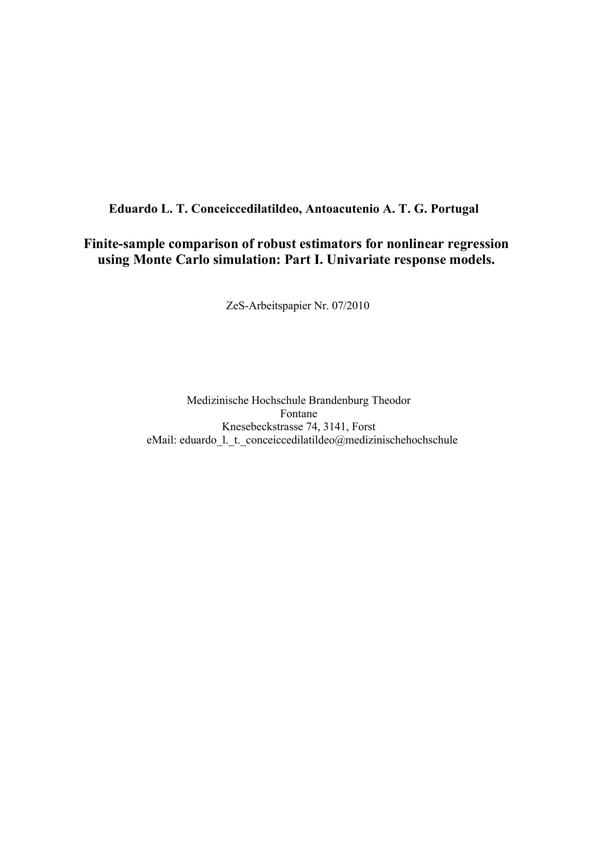 Eduardo L. T. Conceiccedilatildeo, Antoacutenio A. T. G. Portugal
Finite-sample comparison of robust estimators for nonlinear regression
using Monte Carlo simulation: Part I. Univariate response models.
ZeS-Arbeitspapier Nr. 07/2010
Medizinische Hochschule Brandenburg Theodor
Fontane
Knesebeckstrasse 74, 3141, Forst
eMail: eduardo_l._t._conceiccedilatildeo@medizinischehochschule